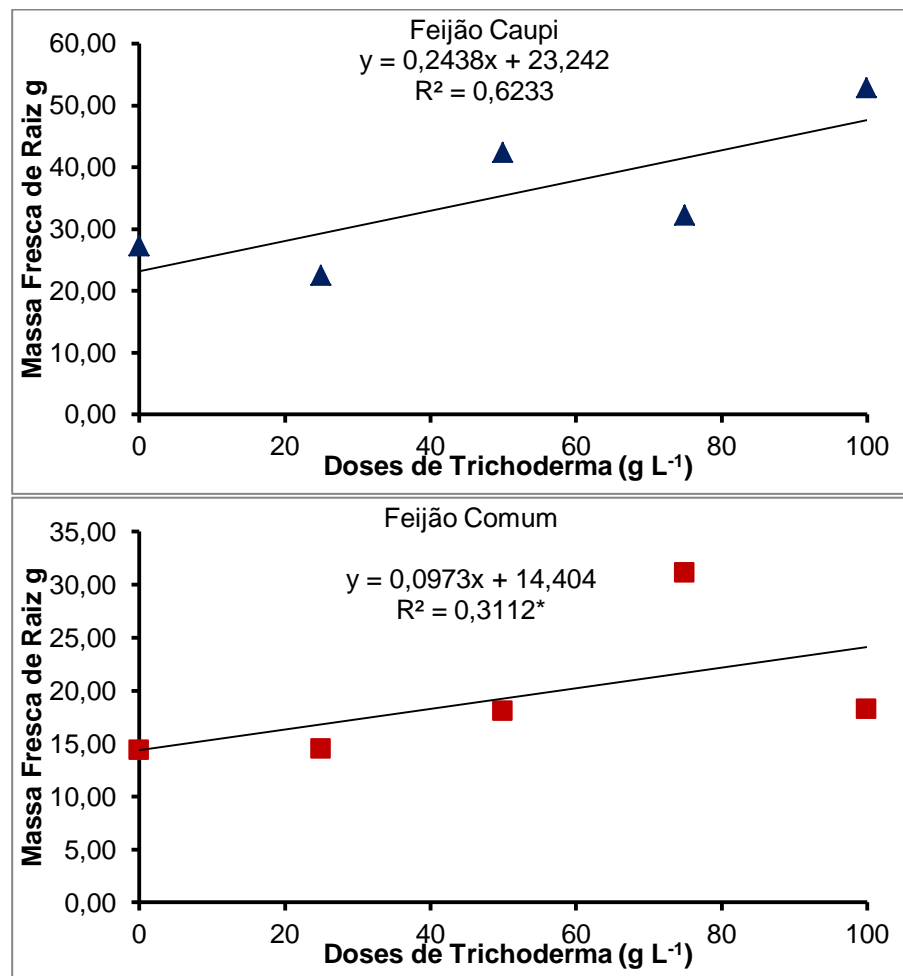 Feijão Caupi
y = 0,2438x + 23,242
R² = 0,6233
Massa Fresca de Raiz g
60,00
50,00
40,00
30,00
20,00
10,00
0,00
0 20 40 60 80 100
Doses de Trichoderma (g L⁻¹)
Feijão Comum
y = 0,0973x + 14,404
R² = 0,3112*
Massa Fresca de Raiz g
35,00
30,00
25,00
20,00
15,00
10,00
5,00
0,00
0 20 40 60 80 100
Doses de Trichoderma (g L⁻¹)